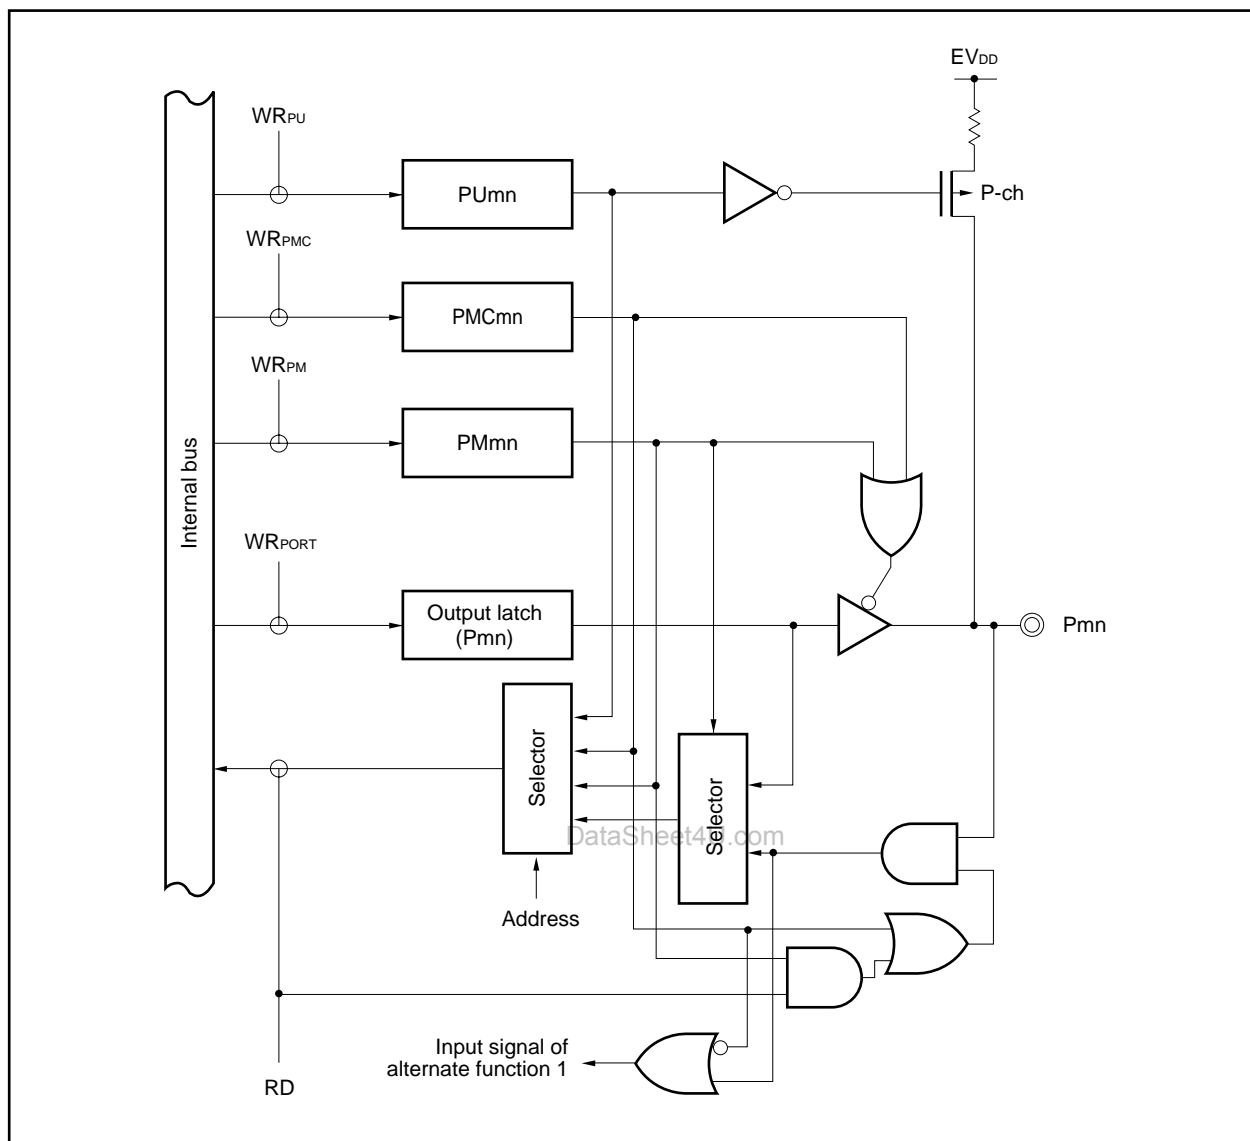 EVDD
WRPU
PUmn
P-ch
WRPMC
PMCmn
WRPM
PMmn
Internal bus
WRPORT
Output latch
(Pmn)
Pmn
Selector
Selector
DataSheet4U.com
Address
Input signal of
alternate function 1
RD